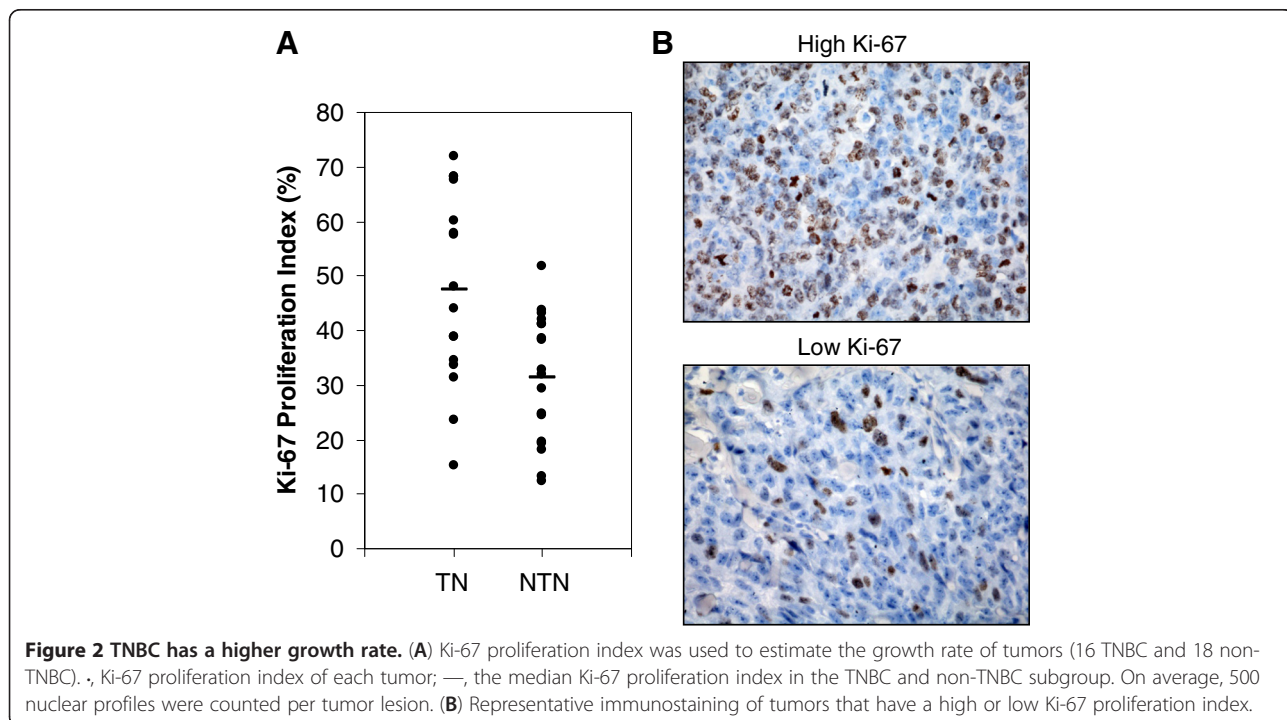 A
B
High Ki-67
Ki-67 Proliferation Index (%)
80
70
60
50
40
30
20
10
0
TN NTN
Low Ki-67
Figure 2 TNBC has a higher growth rate. (A) Ki-67 proliferation index was used to estimate the growth rate of tumors (16 TNBC and 18 non-
TNBC). •, Ki-67 proliferation index of each tumor; —, the median Ki-67 proliferation index in the TNBC and non-TNBC subgroup. On average, 500
nuclear profiles were counted per tumor lesion. (B) Representative immunostaining of tumors that have a high or low Ki-67 proliferation index.